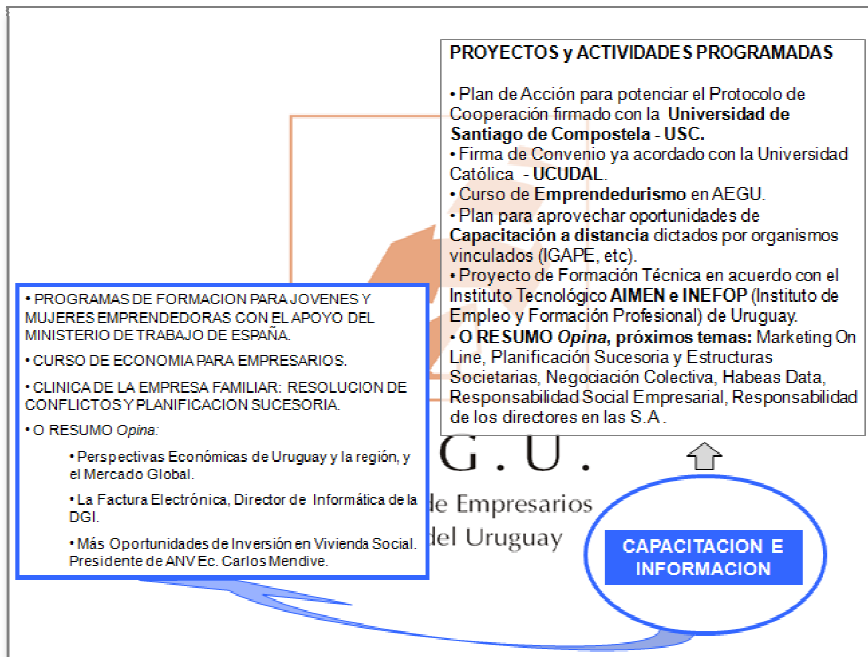 PROYECTOS y ACTIVIDADES PROGRAMADAS
• Plan de Acción para potenciar el Protocolo de
Cooperación firmado con la Universidad de
Santiago de Compostela - USC.
• Firma de Convenio ya acordado con la Universidad
Católica - UCUDAL.
• Curso de Emprendedurismo en AEGU.
• Plan para aprovechar oportunidades de
Capacitación a distancia dictados por organismos
vinculados (IGAPE, etc).
• Proyecto de Formación Técnica en acuerdo con el
Instituto Tecnológico AIMEN e INEFOP (Instituto de
Empleo y Formación Profesional) de Uruguay.
• O RESUMO Opina, próximos temas: Marketing On
Line, Planificación Sucesoria y Estructuras
Societarias, Negociación Colectiva, Habeas Data,
Responsabilidad Social Empresarial, Responsabilidad
de los directores en las S.A.
• PROGRAMAS DE FORMACION PARA JOVENES Y
MUJERES EMPRENDEDORAS CON EL APOYO DEL
MINISTERIO DE TRABAJO DE ESPAÑA.
• CURSO DE ECONOMIA PARA EMPRESARIOS.
• CLINICA DE LA EMPRESA FAMILIAR: RESOLUCION DE
CONFLICTOS Y PLANIFICACION SUCESORIA.
• O RESUMO Opina:
• Perspectivas Económicas de Uruguay y la región, y
el Mercado Global.
• La Factura Electrónica, Director de Informática de la
DGI.
• Más Oportunidades de Inversión en Vivienda Social.
Presidente de ANV Ec. Carlos Mendive.
G.U.
de Empresarios
del Uruguay
CAPACITACION E
INFORMACION